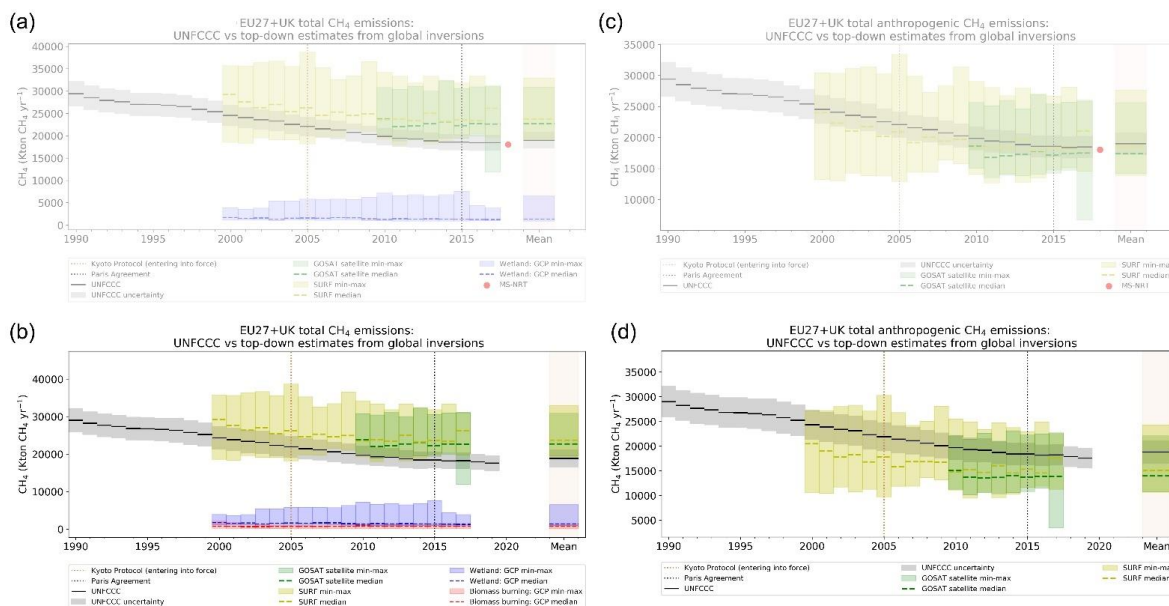 (a)
EU27+UK total CH₄ emissions:
UNFCCC vs top-down estimates from global inversions
CH₄ (Kton CH₄ yr⁻¹)
40000
35000
30000
25000
20000
15000
10000
5000
0
1990 1995 2000 2005 2010 2015 Mean
Kyoto Protocol (entering into force)
Paris Agreement
UNFCCC
UNFCCC uncertainty
GOSAT satellite min-max
GOSAT satellite median
SURF min-max
SURF median
Wetland: GCP min-max
Wetland: GCP median
MS-NRT
(c)
EU27+UK total anthropogenic CH₄ emissions:
UNFCCC vs top-down estimates from global inversions
CH₄ (Kton CH₄ yr⁻¹)
35000
30000
25000
20000
15000
10000
1990 1995 2000 2005 2010 2015 Mean
Kyoto Protocol (entering into force)
Paris Agreement
UNFCCC
UNFCCC uncertainty
GOSAT satellite min-max
GOSAT satellite median
SURF min-max
SURF median
MS-NRT
(b)
EU27+UK total CH₄ emissions:
UNFCCC vs top-down estimates from global inversions
CH₄ (Kton CH₄ yr⁻¹)
40000
30000
20000
10000
0
1990 1995 2000 2005 2010 2015 2020 Mean
Kyoto Protocol (entering into force)
Paris Agreement
UNFCCC
UNFCCC uncertainty
GOSAT satellite min-max
GOSAT satellite median
SURF min-max
SURF median
Wetland: GCP min-max
Wetland: GCP median
Biomass burning: GCP min-max
Biomass burning: GCP median
(d)
EU27+UK total anthropogenic CH₄ emissions:
UNFCCC vs top-down estimates from global inversions
CH₄ (Kton CH₄ yr⁻¹)
35000
30000
25000
20000
15000
10000
5000
1990 1995 2000 2005 2010 2015 2020 Mean
Kyoto Protocol (entering into force)
Paris Agreement
UNFCCC
UNFCCC uncertainty
GOSAT satellite min-max
GOSAT satellite median
SURF min-max
SURF median